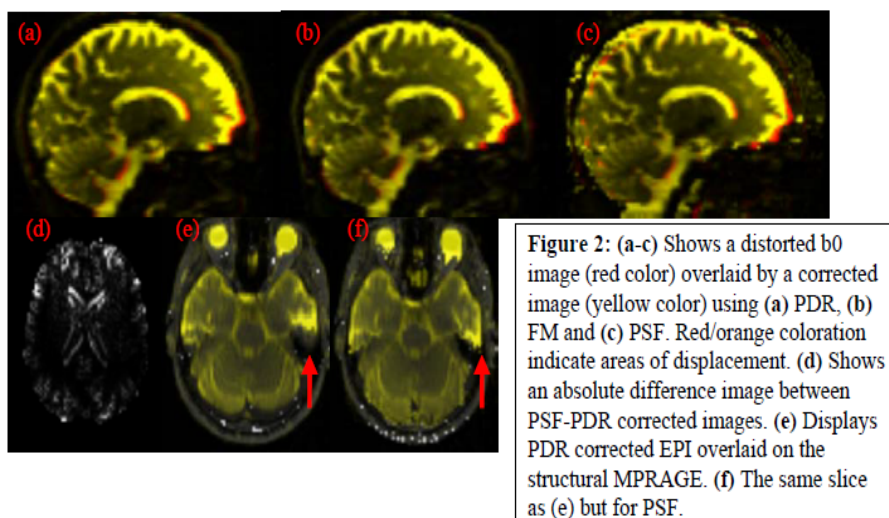 (a)
(b)
(c)
(d)
(e)
(f)
Figure 2: (a-c) Shows a distorted b0
image (red color) overlaid by a corrected
image (yellow color) using (a) PDR, (b)
FM and (c) PSF. Red/orange coloration
indicate areas of displacement. (d) Shows
an absolute difference image between
PSF-PDR corrected images. (e) Displays
PDR corrected EPI overlaid on the
structural MPRAGE. (f) The same slice
as (e) but for PSF.